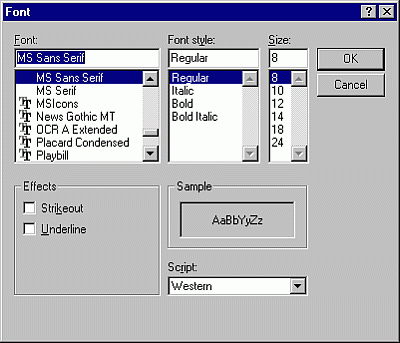 Font
Font:
MS Sans Serif
MS Sans Serif
MS Serif
MSIcons
News Gothic MT
OCR A Extended
Placard Condensed
Playbill
Font style:
Regular
Regular
Italic
Bold
Bold Italic
Size:
8
8
10
12
14
18
24
OK
Cancel
Effects
Strikeout
Underline
Sample
AaBbYyZz
Script:
Western